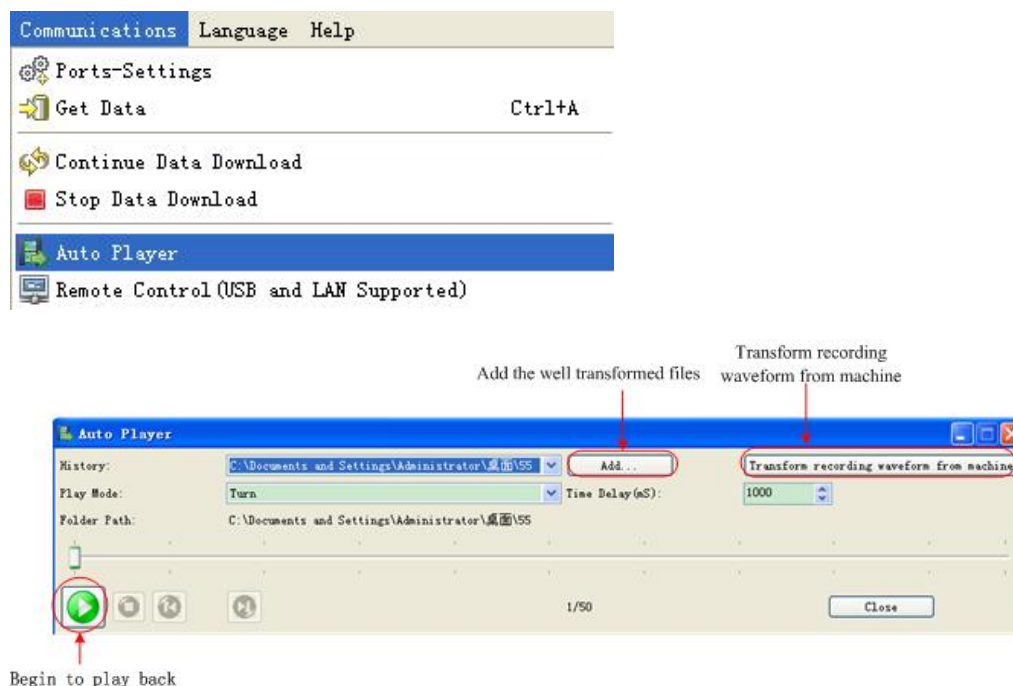 Communications Language Help
Ports-Settings
Get Data Ctrl+A
Continue Data Download
Stop Data Download
Auto Player
Remote Control(USB and LAN Supported)
Add the well transformed files
Transform recording
waveform from machine
Auto Player
History: C:\Documents and Settings\Administrator\桌面\55 Add... Transform recording waveform from machine
Play Mode: Turn Time Delay(mS): 1000
Folder Path: C:\Documents and Settings\Administrator\桌面\55
1/50 Close
Begin to play back